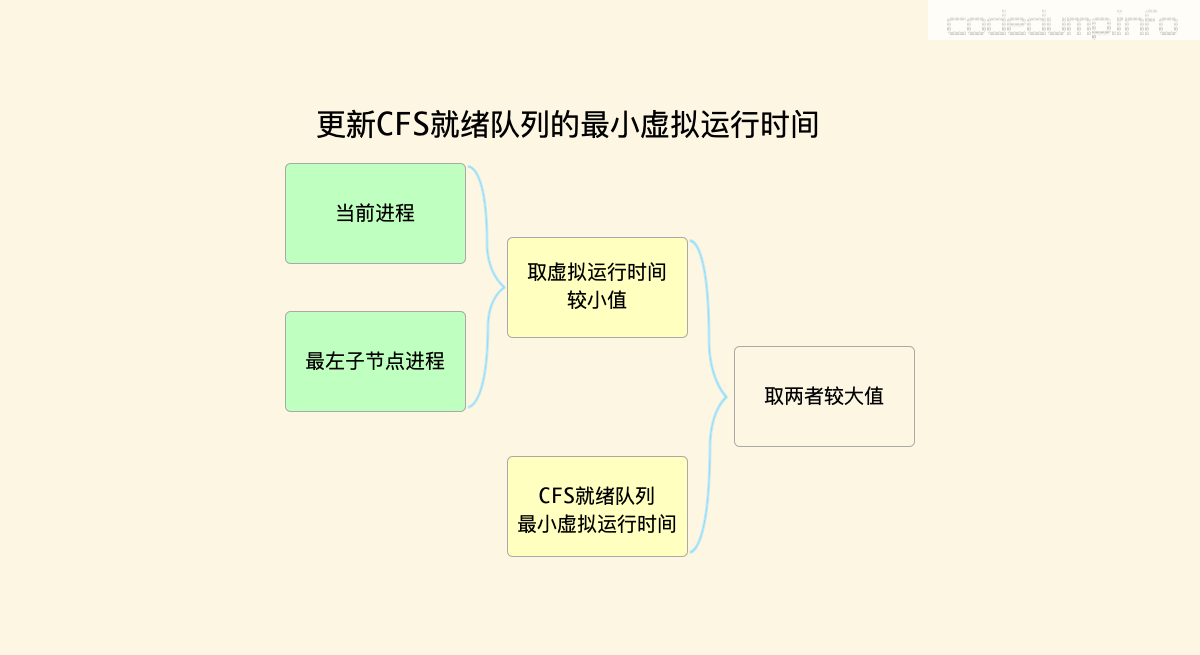 codedump.info
更新CFS就绪队列的最小虚拟运行时间
当前进程
取虚拟运行时间
较小值
最左子节点进程
取两者较大值
CFS就绪队列
最小虚拟运行时间